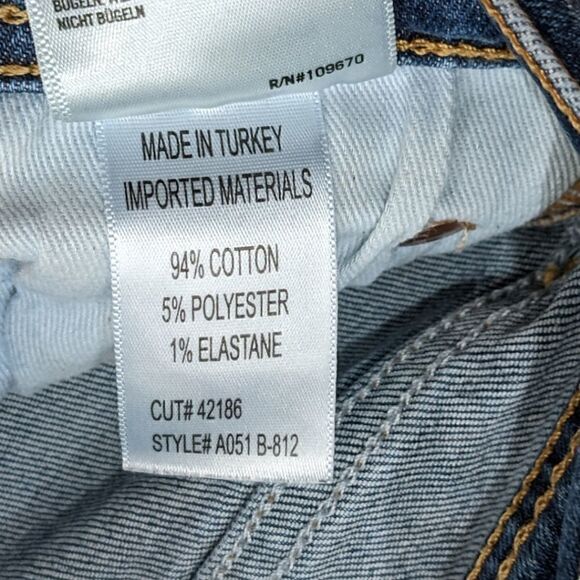 NICHT BÜGELN
R/N#109670
MADE IN TURKEY
IMPORTED MATERIALS
94% COTTON
5% POLYESTER
1% ELASTANE
CUT# 42186
STYLE# A051 B-812